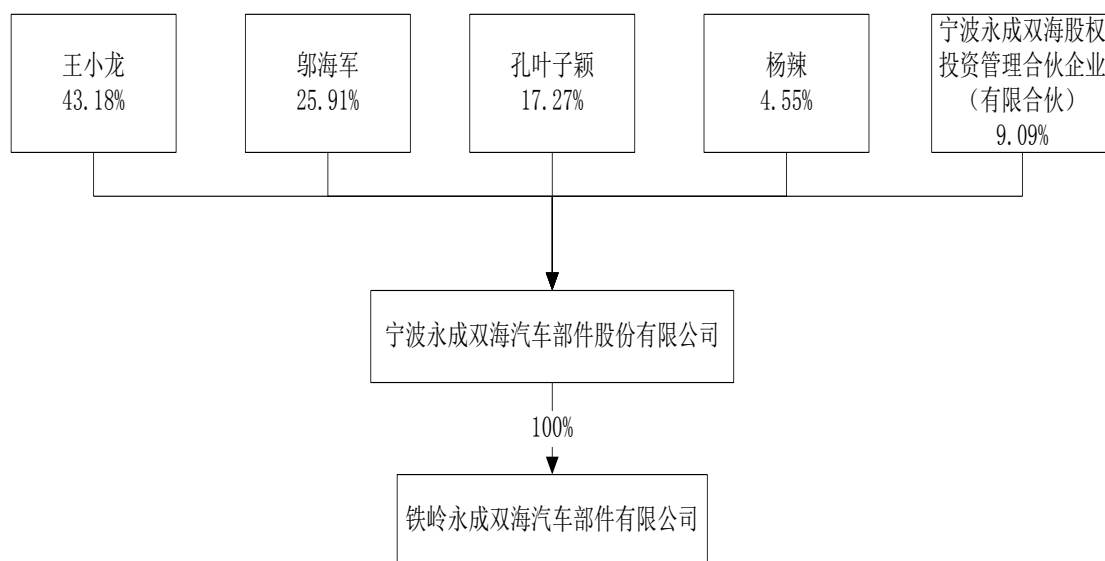 王小龙
43.18%
邬海军
25.91%
孔叶子颖
17.27%
杨辣
4.55%
宁波永成双海股权
投资管理合伙企业
（有限合伙）
9.09%
宁波永成双海汽车部件股份有限公司
100%
铁岭永成双海汽车部件有限公司